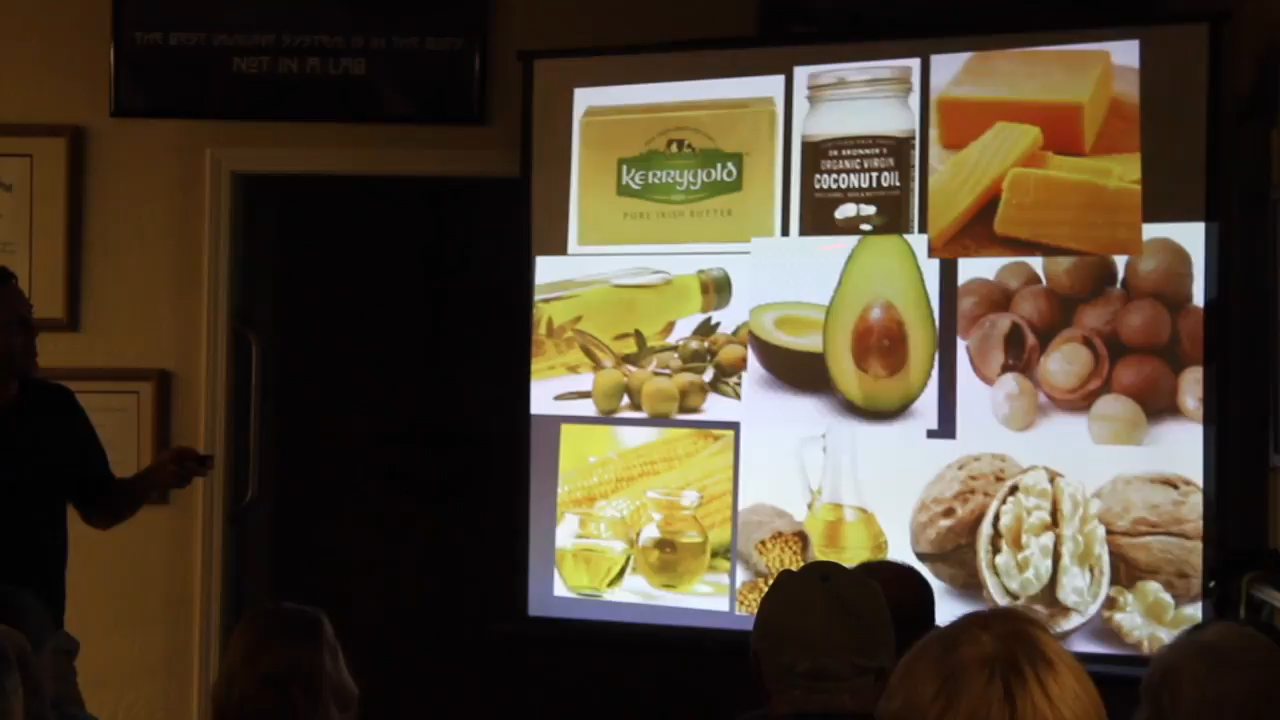 THE BEST IMMUNE SYSTEM IS IN THE BODY
NOT IN A LAB
Kerrygold
PURE IRISH BUTTER
DR. BRONNER'S
ORGANIC VIRGIN
COCONUT OIL